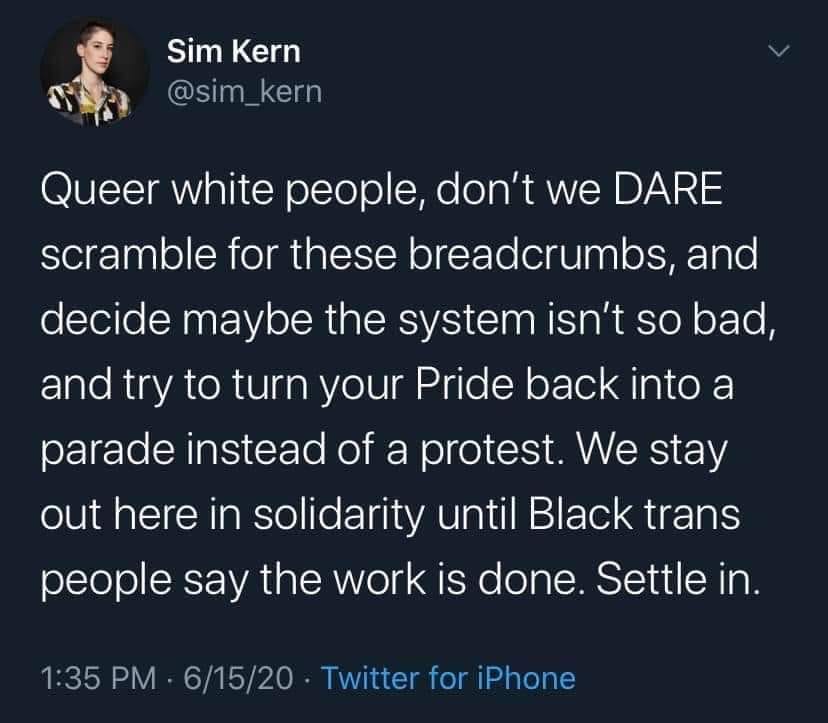 Sim Kern
@sim_kern
Queer white people, don’t we DARE
scramble for these breadcrumbs, and
decide maybe the system isn’t so bad,
and try to turn your Pride back into a
parade instead of a protest. We stay
out here in solidarity until Black trans
people say the work is done. Settle in.
1:35 PM · 6/15/20 · Twitter for iPhone